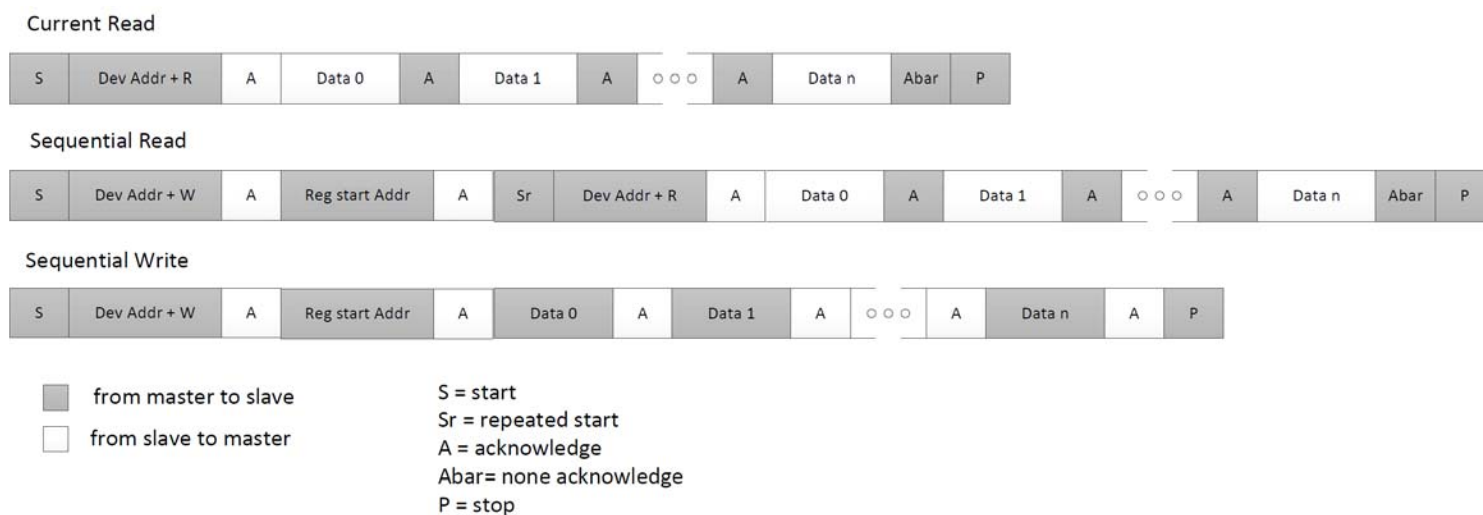 Current Read
S Dev Addr + R A Data 0 A Data 1 A A Data n Abar P
Sequential Read
S Dev Addr + W A Reg start Addr A Sr Dev Addr + R A Data 0 A Data 1 A A Data n Abar P
Sequential Write
S Dev Addr + W A Reg start Addr A Data 0 A Data 1 A A Data n A P
from master to slave
from slave to master
S = start
Sr = repeated start
A = acknowledge
Abar= none acknowledge
P = stop